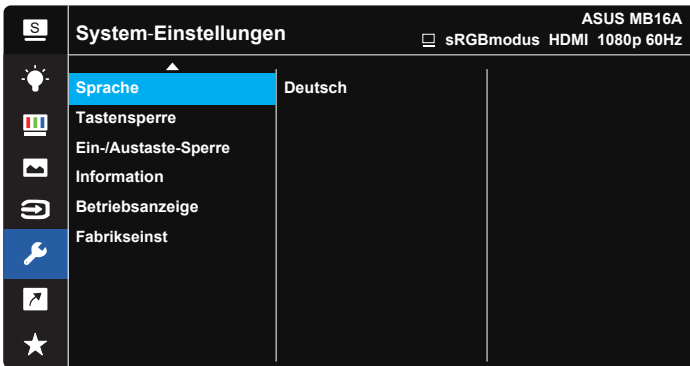 S
System-Einstellungen
ASUS MB16A
sRGBmodus HDMI 1080p 60Hz
Sprache Deutsch
Tastensperre
Ein-/Austaste-Sperre
Information
Betriebsanzeige
Fabrikseinst